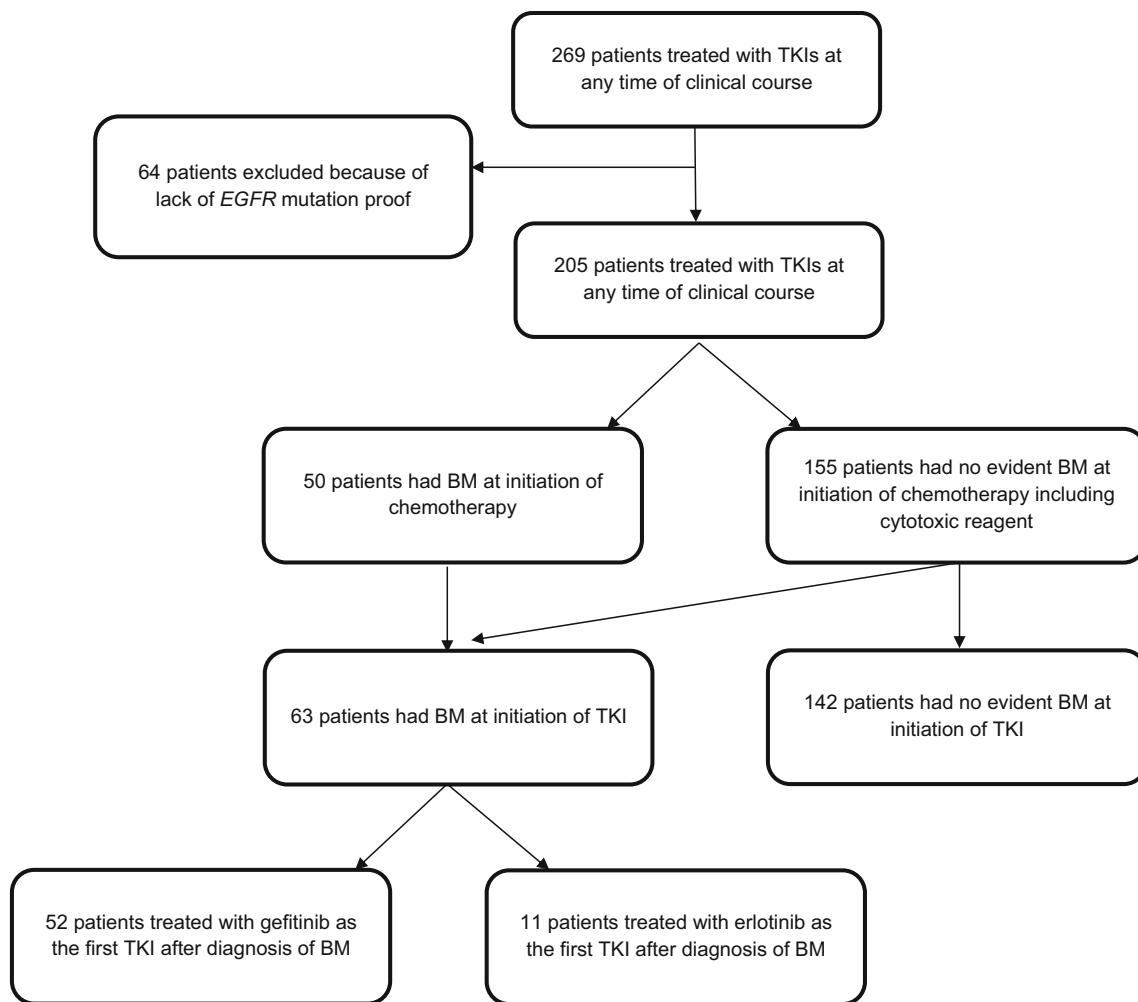 269 patients treated with TKIs at
any time of clinical course
64 patients excluded because of
lack of EGFR mutation proof
205 patients treated with TKIs at
any time of clinical course
50 patients had BM at initiation of
chemotherapy
155 patients had no evident BM at
initiation of chemotherapy including
cytotoxic reagent
63 patients had BM at initiation of TKI
142 patients had no evident BM at
initiation of TKI
52 patients treated with gefitinib as
the first TKI after diagnosis of BM
11 patients treated with erlotinib as
the first TKI after diagnosis of BM